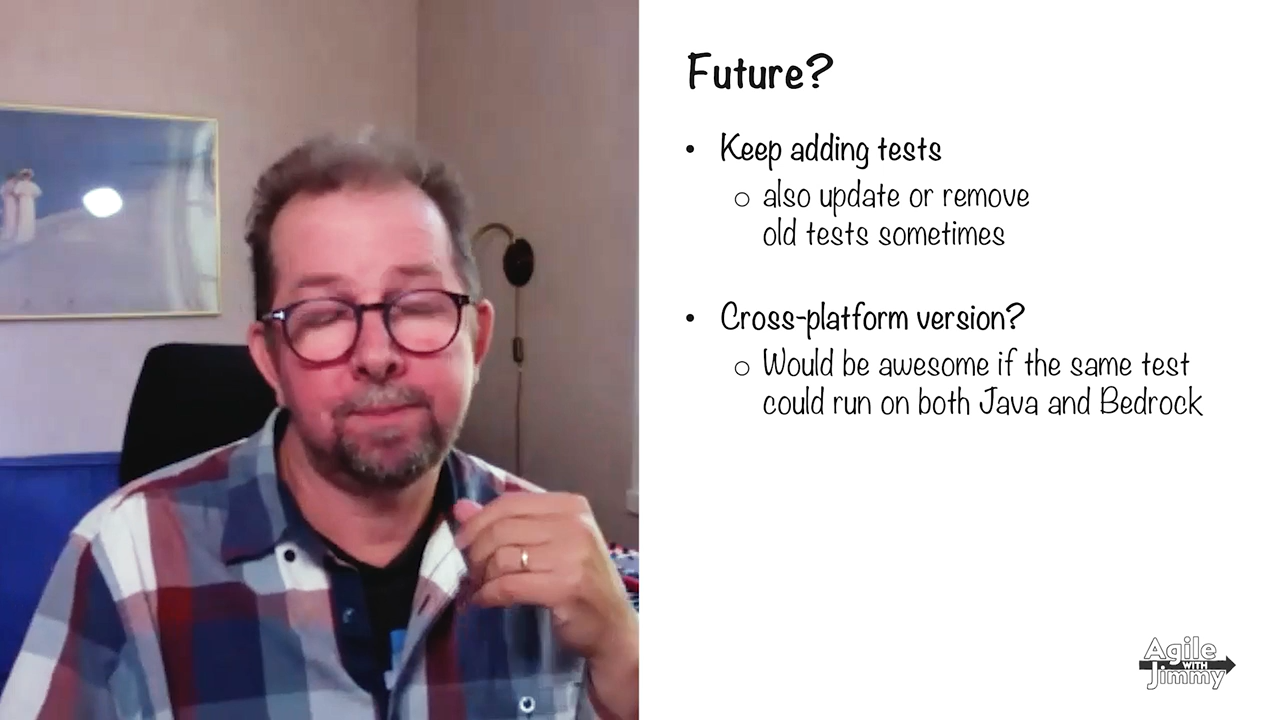 Future?
• Keep adding tests
○ also update or remove
old tests sometimes
• Cross-platform version?
○ Would be awesome if the same test
could run on both Java and Bedrock
Agile
WITH
Jimmy